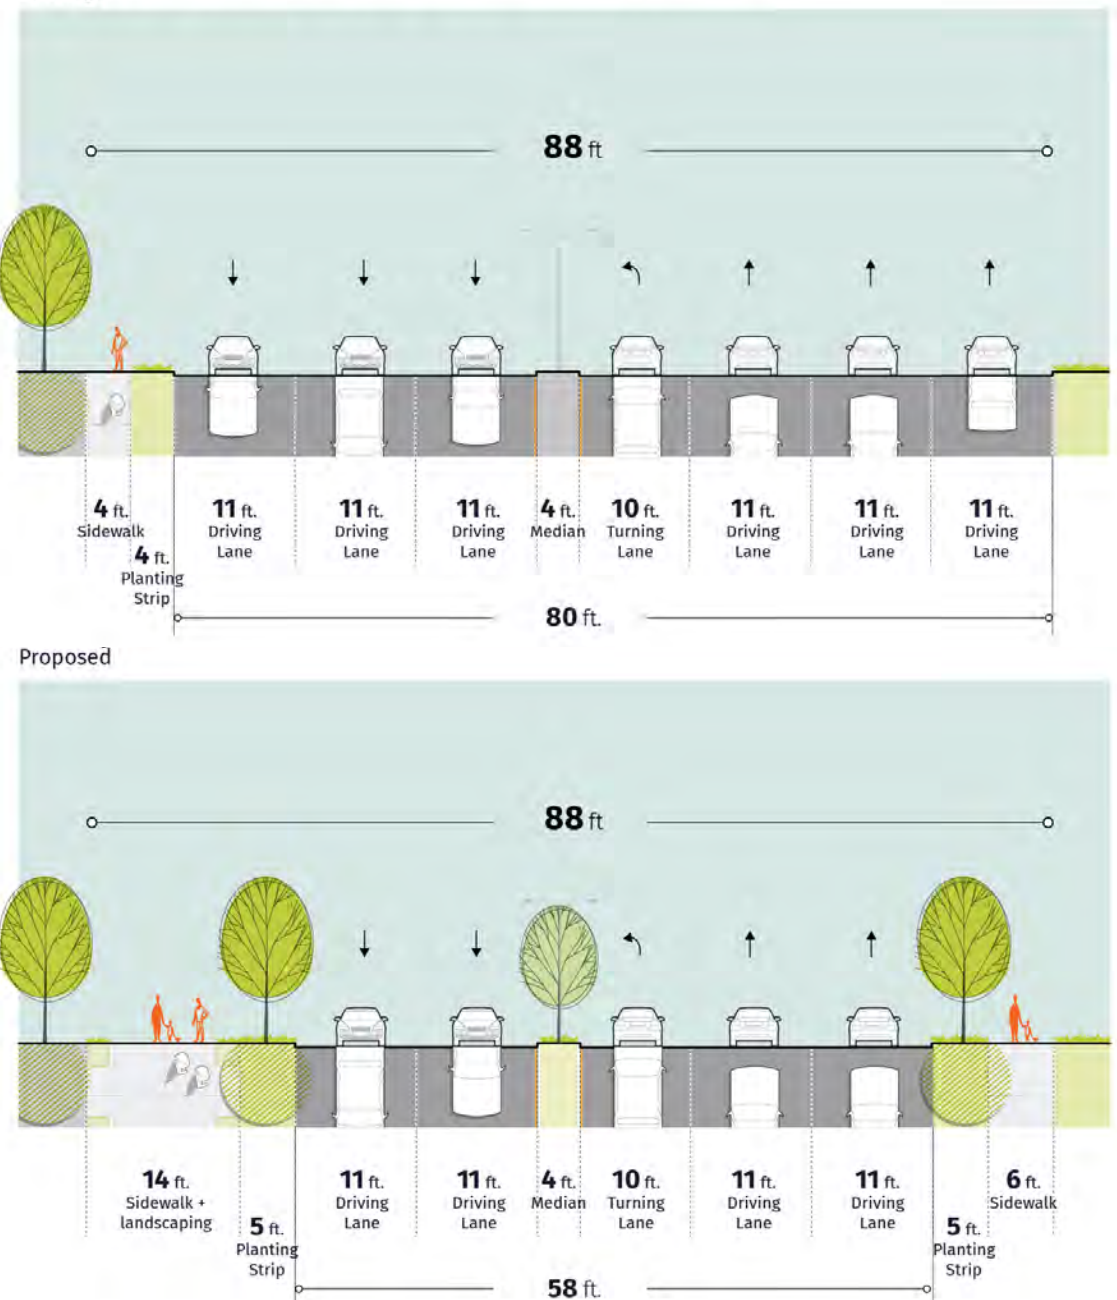 88 ft
4 ft.
Sidewalk
4 ft.
Planting
Strip
11 ft.
Driving
Lane
11 ft.
Driving
Lane
11 ft.
Driving
Lane
4 ft.
Median
10 ft.
Turning
Lane
11 ft.
Driving
Lane
11 ft.
Driving
Lane
11 ft.
Driving
Lane
80 ft.
Proposed
88 ft
14 ft.
Sidewalk +
landscaping
5 ft.
Planting
Strip
11 ft.
Driving
Lane
11 ft.
Driving
Lane
4 ft.
Median
10 ft.
Turning
Lane
11 ft.
Driving
Lane
11 ft.
Driving
Lane
5 ft.
Planting
Strip
6 ft.
Sidewalk
58 ft.